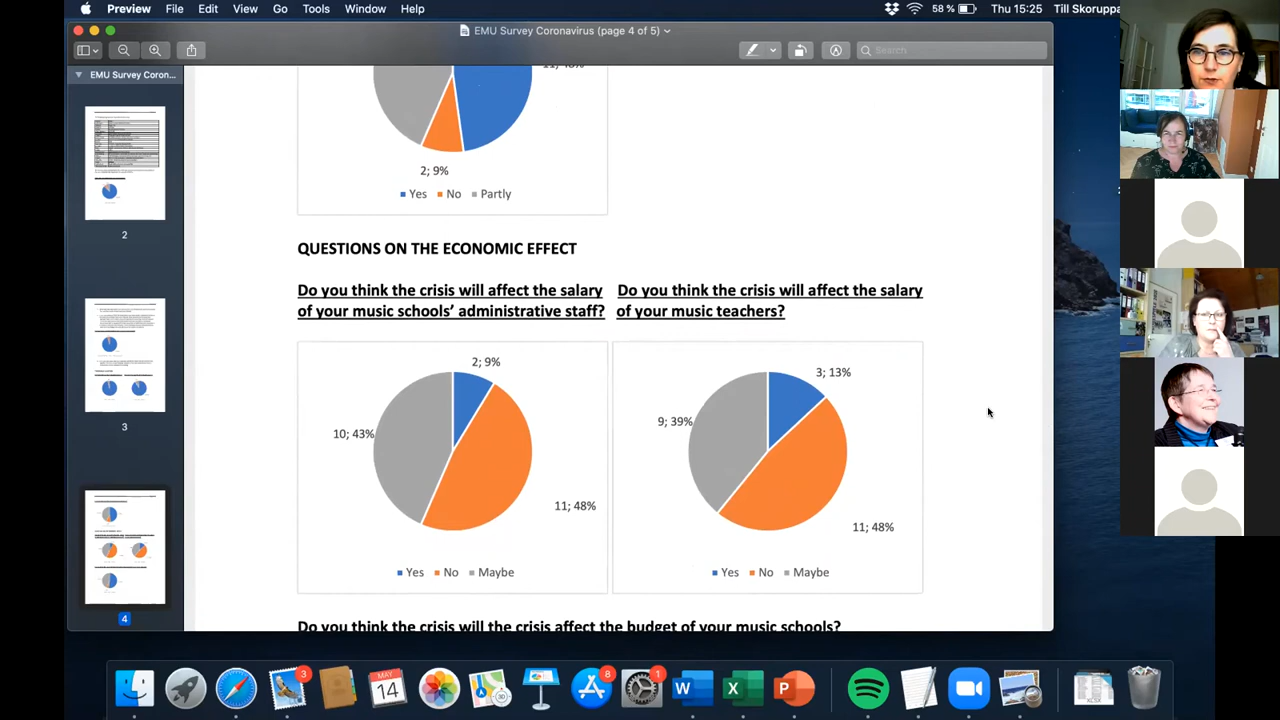 Preview File Edit View Go Tools Window Help 58 % Thu 15:25 Till Skoruppa
EMU Survey Coronavirus (page 4 of 5)
Search
EMU Survey Coron...
2
3
4
2; 9%
Yes No Partly
QUESTIONS ON THE ECONOMIC EFFECT
Do you think the crisis will affect the salary
of your music schools' administrative staff?
Do you think the crisis will affect the salary
of your music teachers?
2; 9%
10; 43%
11; 48%
Yes No Maybe
3; 13%
9; 39%
11; 48%
Yes No Maybe
Do you think the crisis will the crisis affect the budget of your music schools?
3
MAY
14
8
1